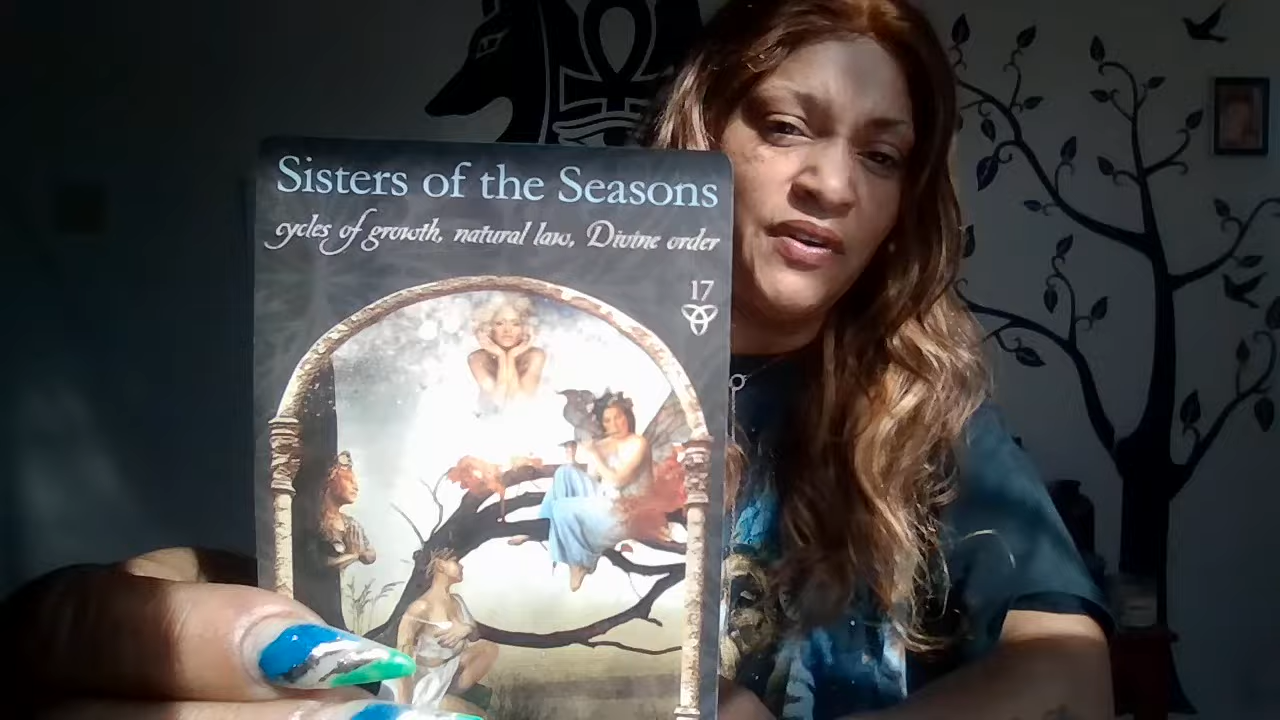 Sisters of the Seasons
cycles of growth, natural law, Divine order
17